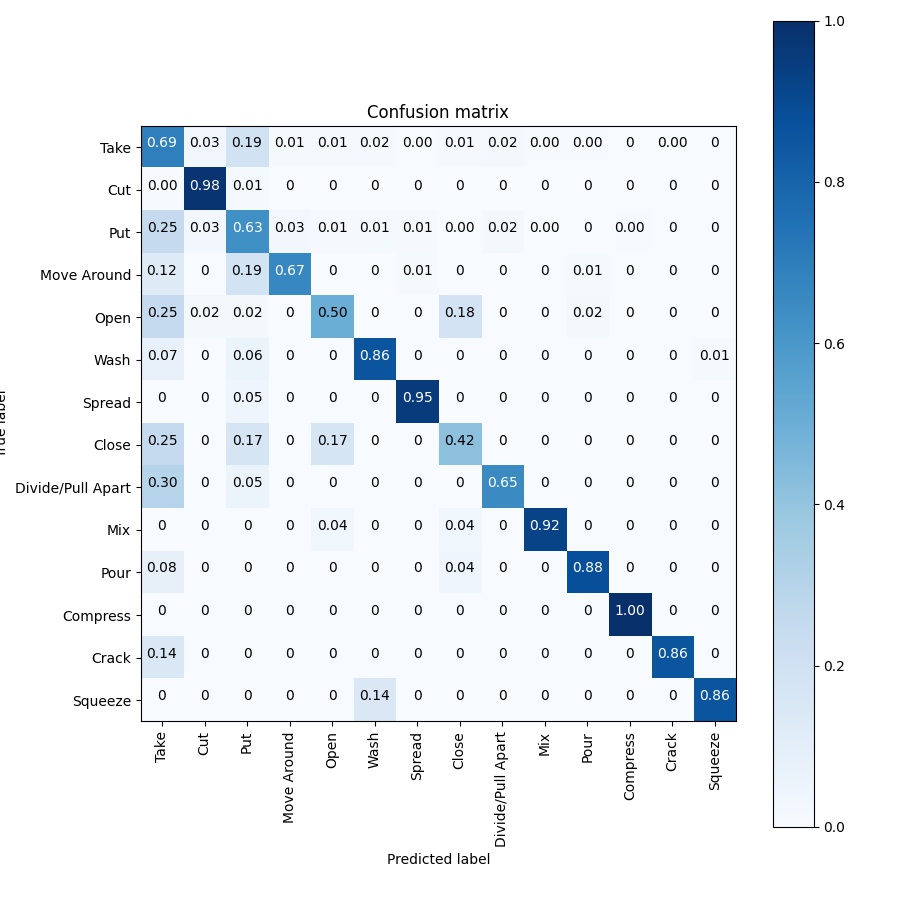 Confusion matrix
1.0
0.8
0.6
0.4
0.2
0.0
True label
Take 0.69 0.03 0.19 0.01 0.01 0.02 0.00 0.01 0.02 0.00 0.00 0 0.00 0
Cut 0.00 0.98 0.01 0 0 0 0 0 0 0 0 0 0 0
Put 0.25 0.03 0.63 0.03 0.01 0.01 0.01 0.00 0.02 0.00 0 0.00 0 0
Move Around 0.12 0 0.19 0.67 0 0 0.01 0 0 0 0.01 0 0 0
Open 0.25 0.02 0.02 0 0.50 0 0 0.18 0 0 0.02 0 0 0
Wash 0.07 0 0.06 0 0 0.86 0 0 0 0 0 0 0 0.01
Spread 0 0 0.05 0 0 0 0.95 0 0 0 0 0 0 0
Close 0.25 0 0.17 0 0.17 0 0 0.42 0 0 0 0 0 0
Divide/Pull Apart 0.30 0 0.05 0 0 0 0 0 0.65 0 0 0 0 0
Mix 0 0 0 0 0.04 0 0 0.04 0 0.92 0 0 0 0
Pour 0.08 0 0 0 0 0 0 0.04 0 0 0.88 0 0 0
Compress 0 0 0 0 0 0 0 0 0 0 0 1.00 0 0
Crack 0.14 0 0 0 0 0 0 0 0 0 0 0 0.86 0
Squeeze 0 0 0 0 0 0.14 0 0 0 0 0 0 0 0.86
Take Cut Put Move Around Open Wash Spread Close Divide/Pull Apart Mix Pour Compress Crack Squeeze
Predicted label